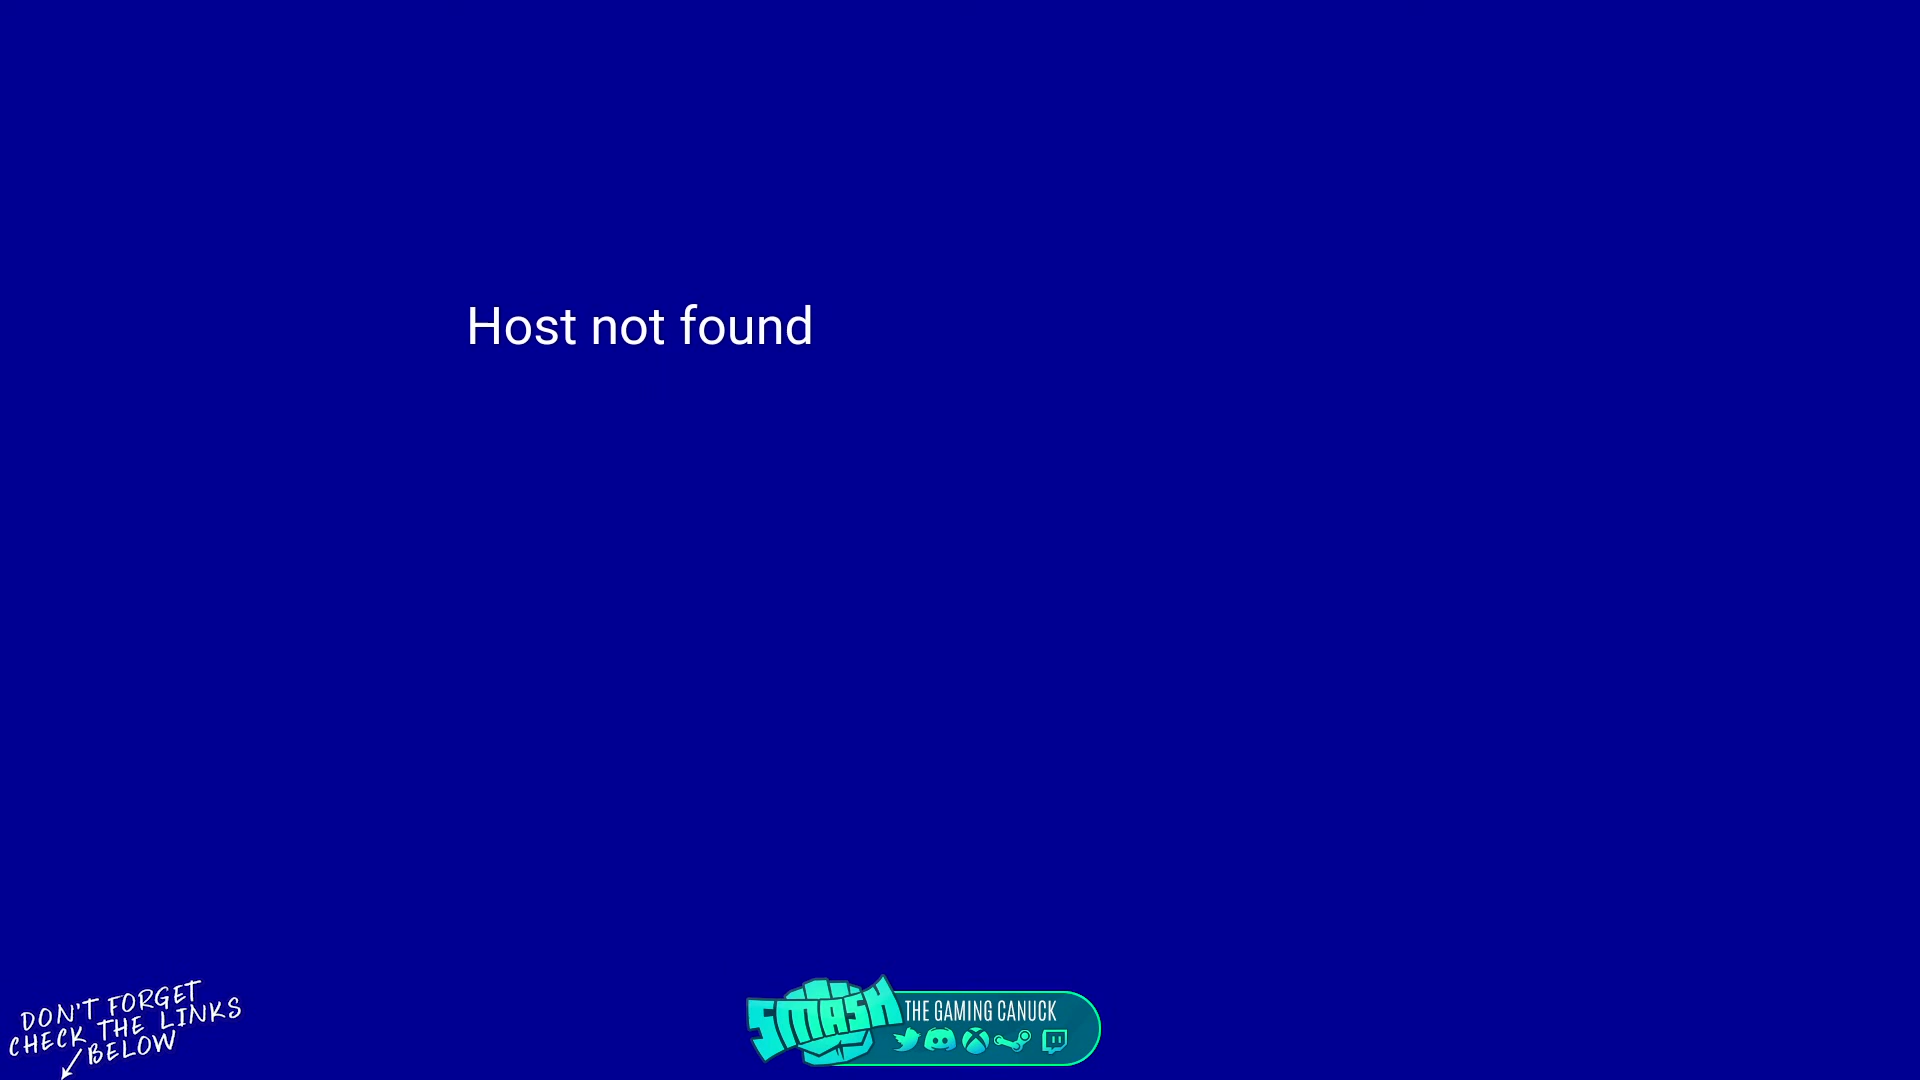 Host not found
DON'T FORGET
CHECK THE LINKS
BELOW
SMASH
THE GAMING CANUCK